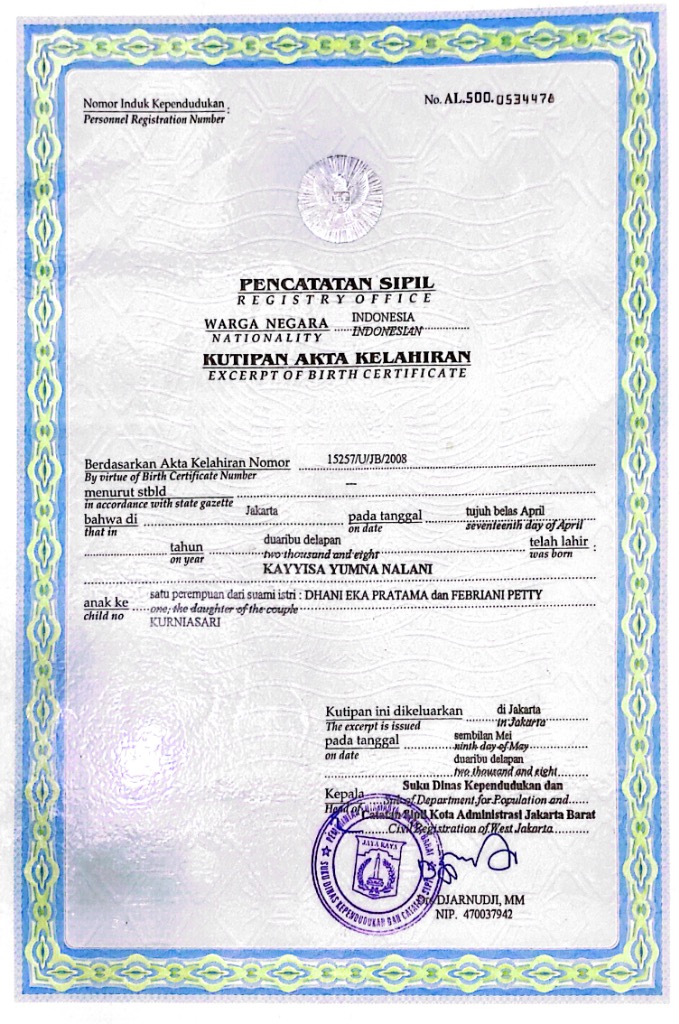 Nomor Induk Kependudukan :
Personnel Registration Number
No. AL.500.0534476
PENCATATAN SIPIL
REGISTRY OFFICE
WARGA NEGARA INDONESIA
NATIONALITY INDONESIAN
KUTIPAN AKTA KELAHIRAN
EXCERPT OF BIRTH CERTIFICATE
Berdasarkan Akta Kelahiran Nomor 15257/U/JB/2008
By virtue of Birth Certificate Number
menurut stbld —
in accordance with state gazette
bahwa di Jakarta pada tanggal tujuh belas April
that in on date seventeenth day of April
tahun duaribu delapan telah lahir :
on year two thousand and eight was born
KAYYISA YUMNA NALANI
anak ke satu perempuan dari suami istri : DHANI EKA PRATAMA dan FEBRIANI PETTY
child no one, the daughter of the couple
KURNIASARI
Kutipan ini dikeluarkan di Jakarta
The excerpt is issued in Jakarta
pada tanggal sembilan Mei
on date ninth day of May
duaribu delapan
two thousand and eight
Kepala Suku Dinas Kependudukan dan
Head of of Department for Population and
Catatan Sipil Kota Administrasi Jakarta Barat
Civil Registration of West Jakarta
JAYA RAYA
SUKU DINAS KEPENDUDUKAN DAN CATATAN SIPIL
DJARNUDJI, MM
NIP. 470037942